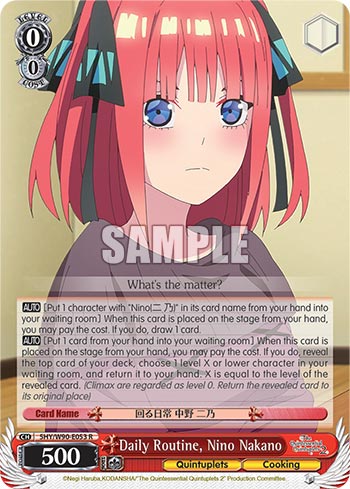 LEVEL
0
0
COST
SAMPLE
What's the matter?
AUTO [Put 1 character with "Nino(二乃)" in its card name from your hand into
your waiting room] When this card is placed on the stage from your hand,
you may pay the cost. If you do, draw 1 card.
AUTO [Put 1 card from your hand into your waiting room] When this card is
placed on the stage from your hand, you may pay the cost. If you do, reveal
the top card of your deck, choose 1 level X or lower character in your
waiting room, and return it to your hand. X is equal to the level of the
revealed card. (Climax are regarded as level 0. Return the revealed card to
its original place)
Card Name 回る日常 中野 二乃
CH 5HY/W90-E053 R
500
Daily Routine, Nino Nakano
Quintuplets Cooking
©Negi Haruba,KODANSHA/"The Quintessential Quintuplets 2" Production Committee.